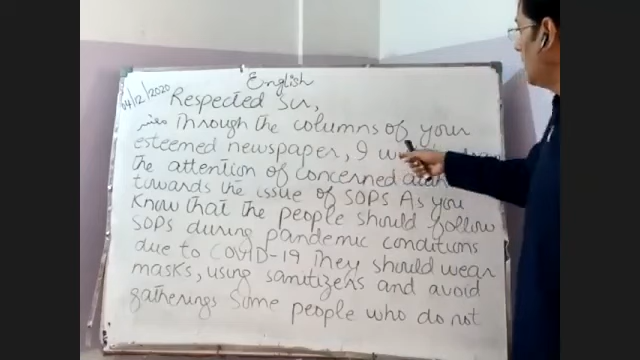 English
04/12/2020
Respected Sir,
Through the columns of your
esteemed newspaper, I
the attention of concerned
towards the issue of SOPS As you
know that the people should follow
SOPS during pandemic conditions
due to COVID-19 They should wear
masks, using sanitizers and avoid
gatherings Some people who do not